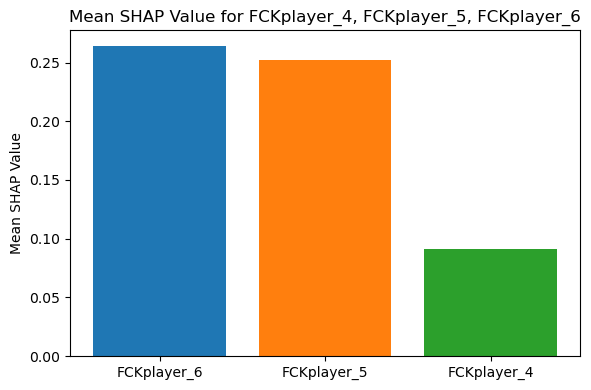 Mean SHAP Value for FCKplayer_4, FCKplayer_5, FCKplayer_6
Mean SHAP Value
0.25
0.20
0.15
0.10
0.05
0.00
FCKplayer_6
FCKplayer_5
FCKplayer_4